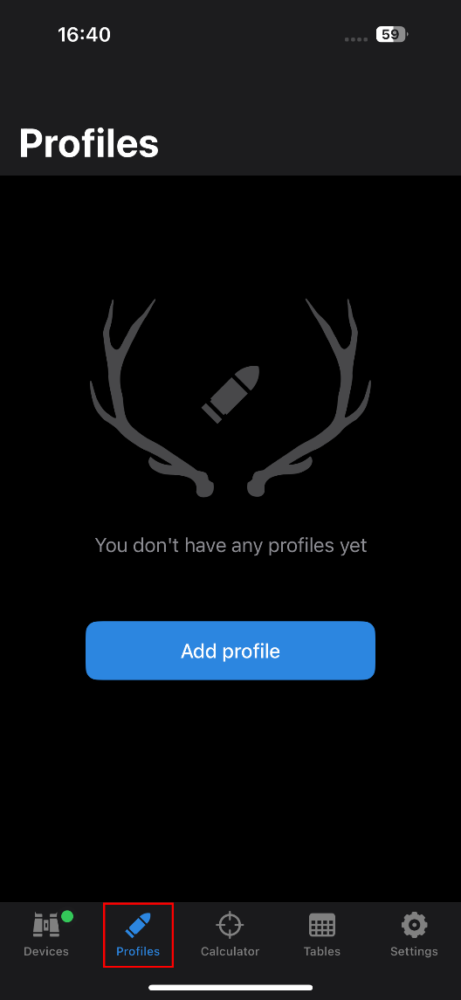 16:40
59
Profiles
You don't have any profiles yet
Add profile
Devices
Profiles
Calculator
Tables
Settings